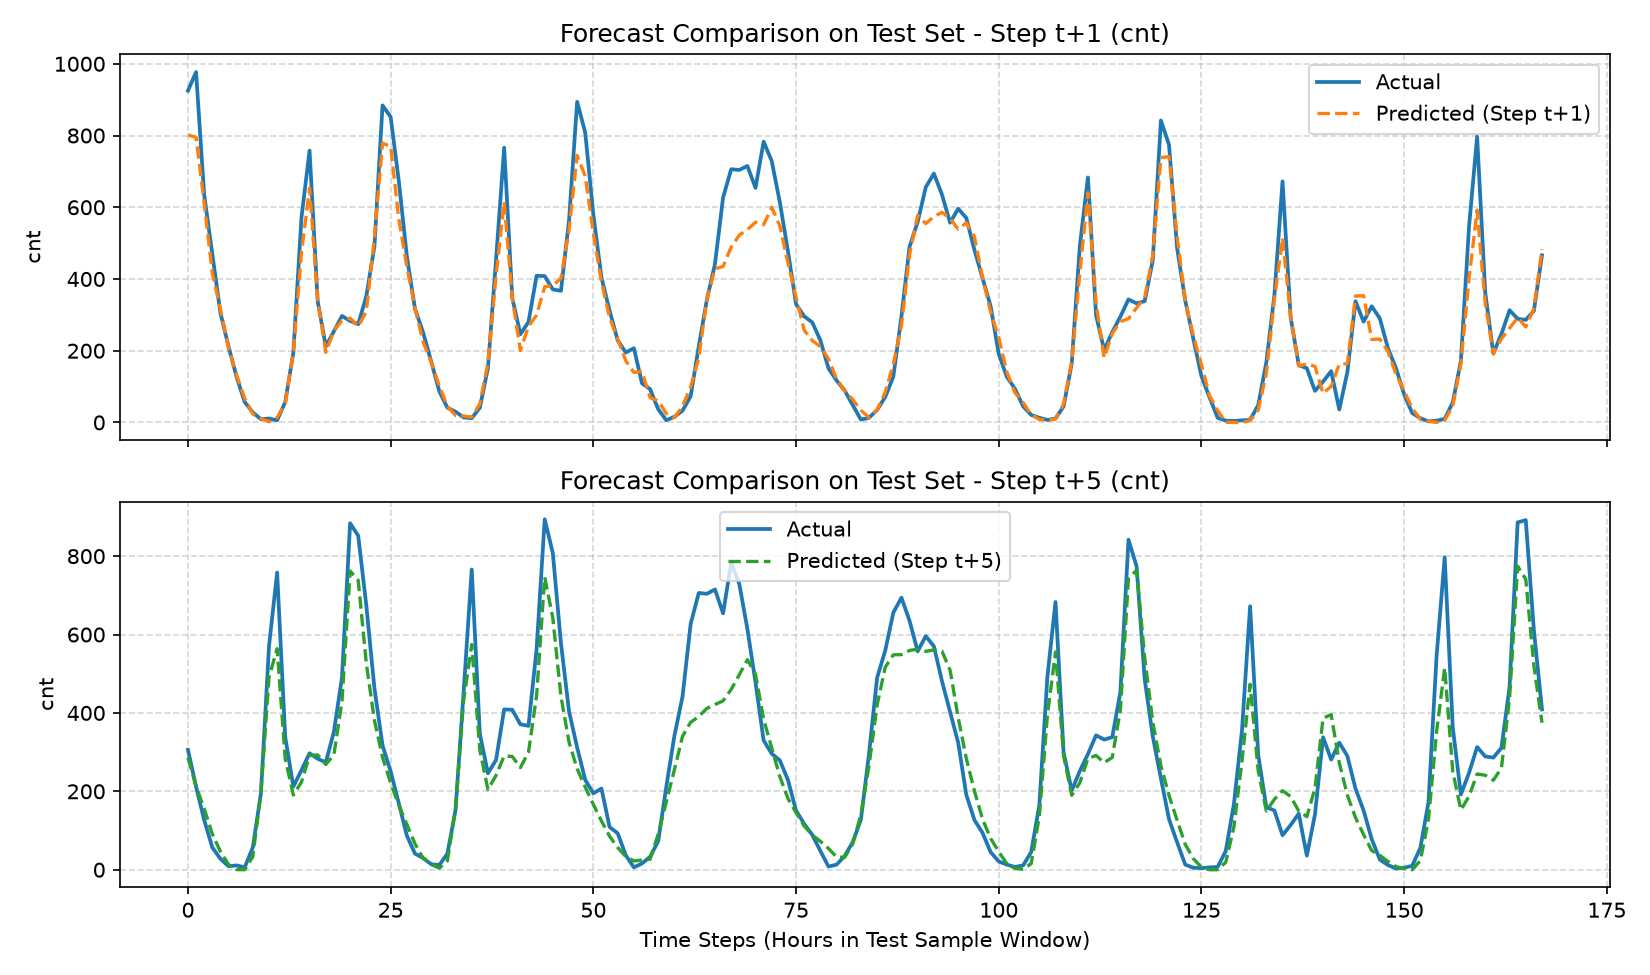 Forecast Comparison on Test Set - Step t+1 (cnt)
1000
800
600
400
200
0
cnt
Actual
Predicted (Step t+1)
Forecast Comparison on Test Set - Step t+5 (cnt)
800
600
400
200
0
cnt
Actual
Predicted (Step t+5)
0 25 50 75 100 125 150 175
Time Steps (Hours in Test Sample Window)